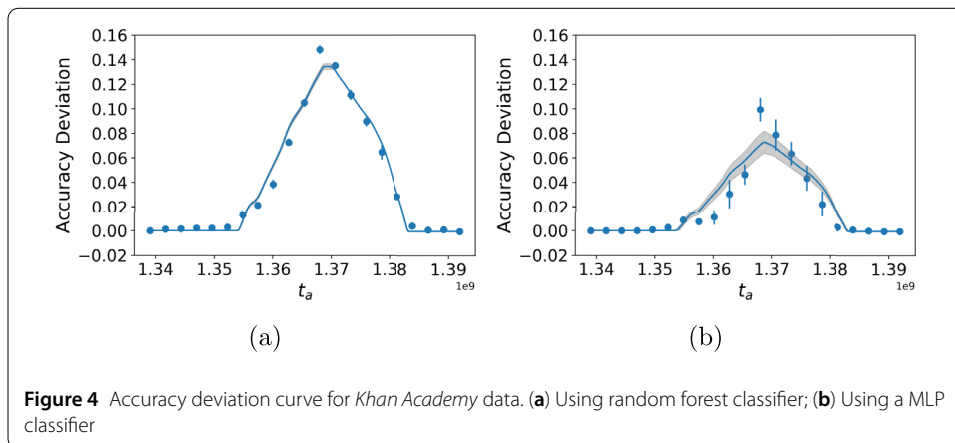 0.16
0.14
0.12
0.10
0.08
0.06
0.04
0.02
0.00
−0.02
Accuracy Deviation
1.34 1.35 1.36 1.37 1.38 1.39
1e9
t_a
(a)
0.16
0.14
0.12
0.10
0.08
0.06
0.04
0.02
0.00
−0.02
Accuracy Deviation
1.34 1.35 1.36 1.37 1.38 1.39
1e9
t_a
(b)
Figure 4 Accuracy deviation curve for Khan Academy data. (a) Using random forest classifier; (b) Using a MLP
classifier